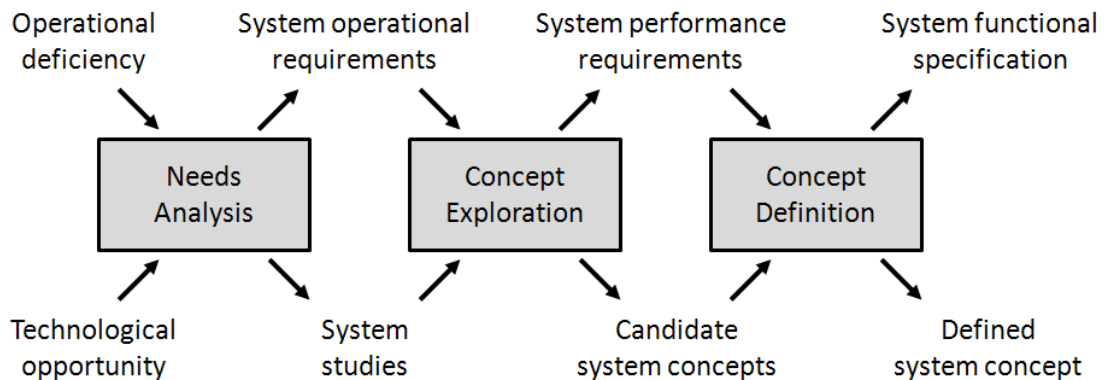 Operational
deficiency
System operational
requirements
System performance
requirements
System functional
specification
Needs
Analysis
Concept
Exploration
Concept
Definition
Technological
opportunity
System
studies
Candidate
system concepts
Defined
system concept